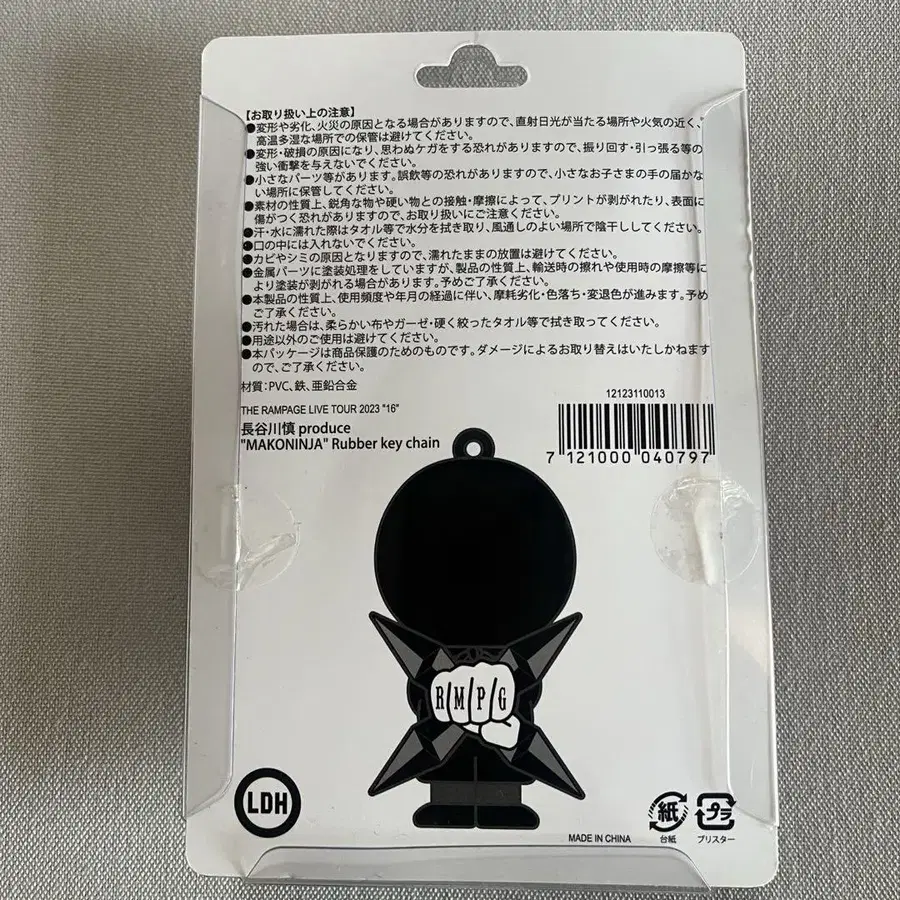 【お取り扱い上の注意】
●変形や劣化、火災の原因となる場合がありますので、直射日光が当たる場所や火気の近く、
高温多湿な場所での保管は避けてください。
●変形・破損の原因になり、思わぬケガをする恐れがありますので、振り回す・引っ張る等の
強い衝撃を与えないでください。
●小さなパーツ等があります。誤飲等の恐れがありますので、小さなお子さまの手の届かな
い場所に保管してください。
●素材の性質上、鋭角な物や硬い物との接触・摩擦によって、プリントが剥がれたり、表面に
傷がつく恐れがありますので、お取り扱いにご注意ください。
●汗・水に濡れた際はタオル等で水分を拭き取り、風通しのよい場所で陰干ししてください。
●口の中には入れないでください。
●カビやシミの原因となりますので、濡れたままの放置は避けてください。
●金属パーツに塗装処理をしていますが、製品の性質上、輸送時の擦れや使用時の摩擦等に
より塗装が剥がれる場合があります。予めご了承ください。
●本製品の性質上、使用頻度や年月の経過に伴い、摩耗劣化・色落ち・変退色が進みます。予め
ご了承ください。
●汚れた場合は、柔らかい布やガーゼ・硬く絞ったタオル等で拭き取ってください。
●用途以外のご使用は避けてください。
●本パッケージは商品保護のためのものです。ダメージによるお取り替えはいたしかねます
ので、ご了承ください。
材質：PVC、鉄、亜鉛合金
THE RAMPAGE LIVE TOUR 2023 "16"
長谷川慎 produce
"MAKONINJA" Rubber key chain
12123110013
7 121000 040797
RMPG
LDH
MADE IN CHINA
紙
台紙
プラ
ブリスター